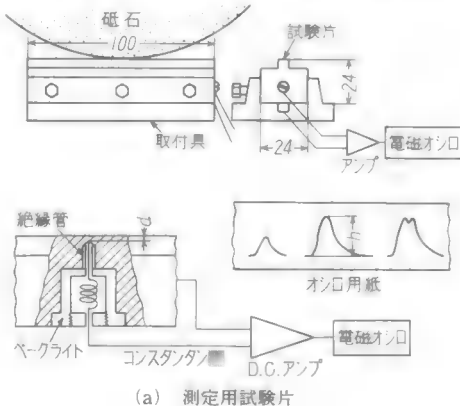 砥石
100
試験片
24
24
取付具
アンプ
電磁オシロ
絶縁管
d
h
オシロ用紙
ベークライト
コンスタンタン
D.C.アンプ
電磁オシロ
(a) 測定用試験片